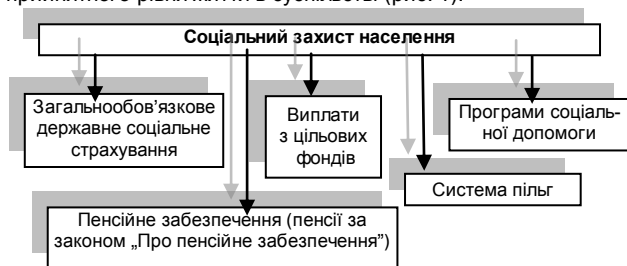 Соціальний захист населення
Загальнообов’язкове
державне соціальне
страхування
Виплати
з цільових
фондів
Програми соціаль-
ної допомоги
Система пільг
Пенсійне забезпечення (пенсії за
законом „Про пенсійне забезпечення”)